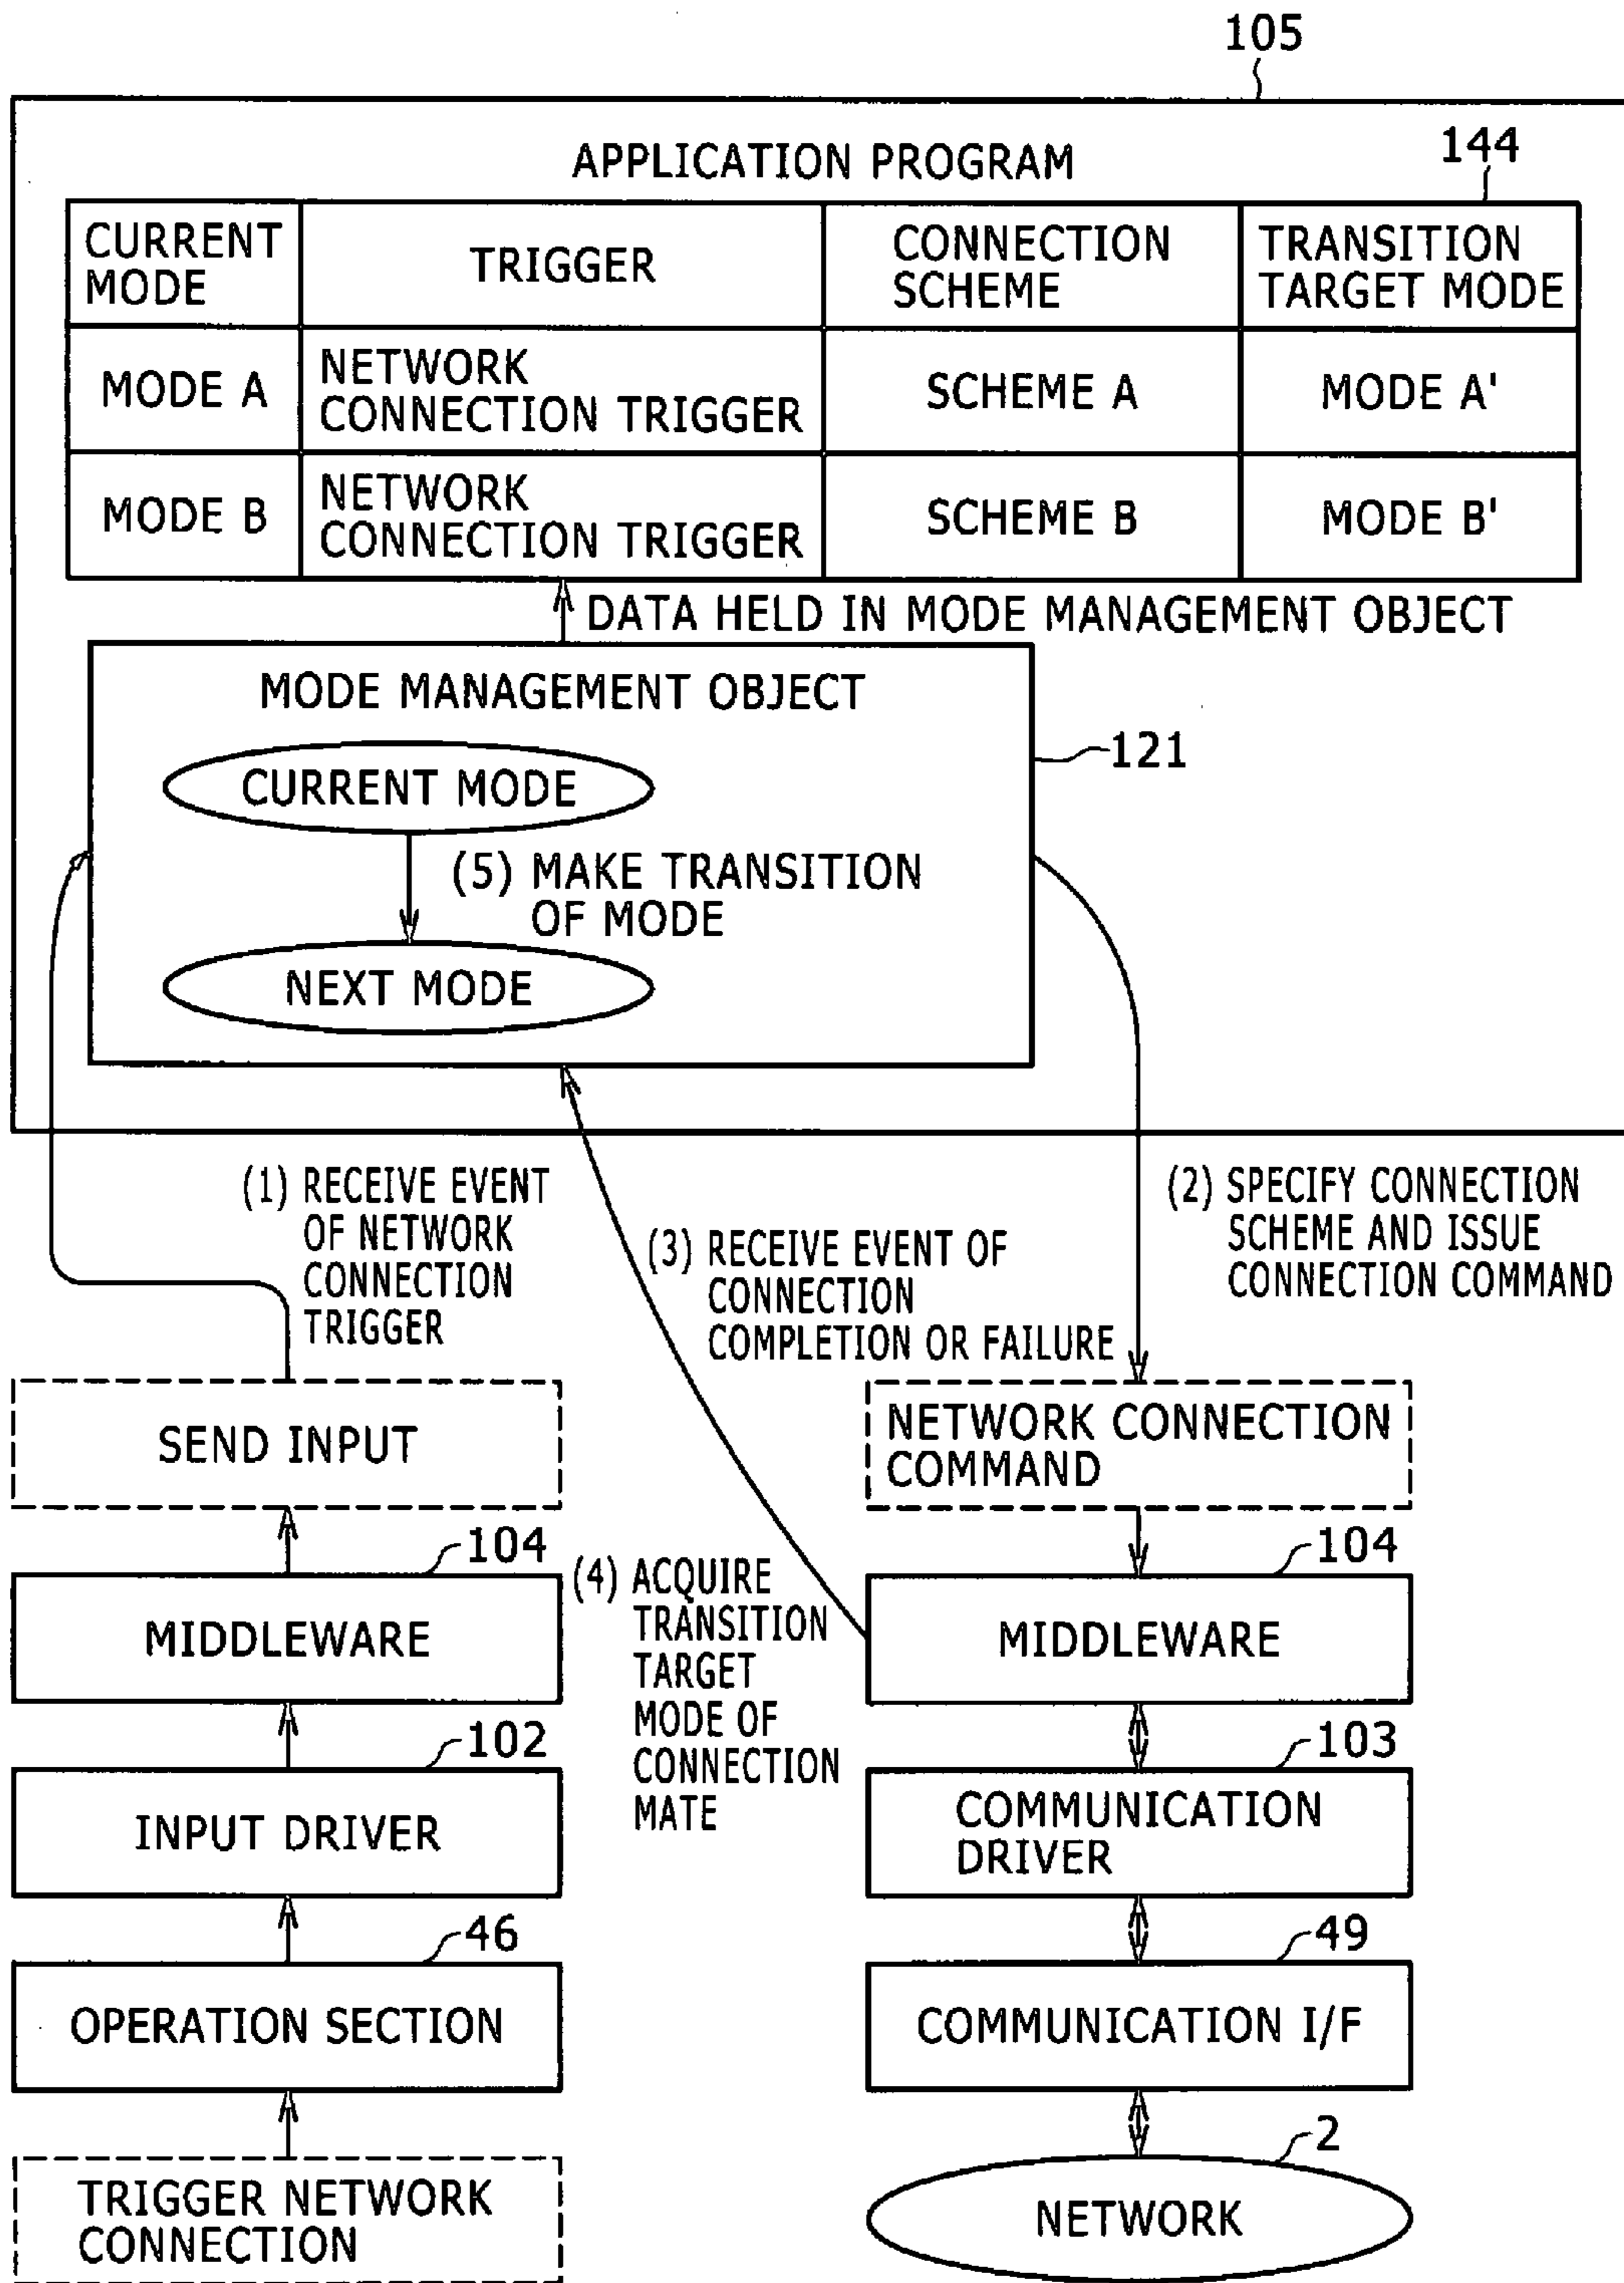 105
APPLICATION PROGRAM
144
CURRENT
MODE
TRIGGER
CONNECTION
SCHEME
TRANSITION
TARGET MODE
MODE A
NETWORK
CONNECTION TRIGGER
SCHEME A
MODE A'
MODE B
NETWORK
CONNECTION TRIGGER
SCHEME B
MODE B'
DATA HELD IN MODE MANAGEMENT OBJECT
MODE MANAGEMENT OBJECT
121
CURRENT MODE
(5) MAKE TRANSITION
OF MODE
NEXT MODE
(1) RECEIVE EVENT
OF NETWORK
CONNECTION
TRIGGER
(2) SPECIFY CONNECTION
SCHEME AND ISSUE
CONNECTION COMMAND
(3) RECEIVE EVENT OF
CONNECTION
COMPLETION OR FAILURE
SEND INPUT
NETWORK CONNECTION
COMMAND
104
MIDDLEWARE
(4) ACQUIRE
TRANSITION
TARGET
MODE OF
CONNECTION
MATE
104
MIDDLEWARE
102
INPUT DRIVER
103
COMMUNICATION
DRIVER
46
OPERATION SECTION
49
COMMUNICATION I/F
TRIGGER NETWORK
CONNECTION
2
NETWORK